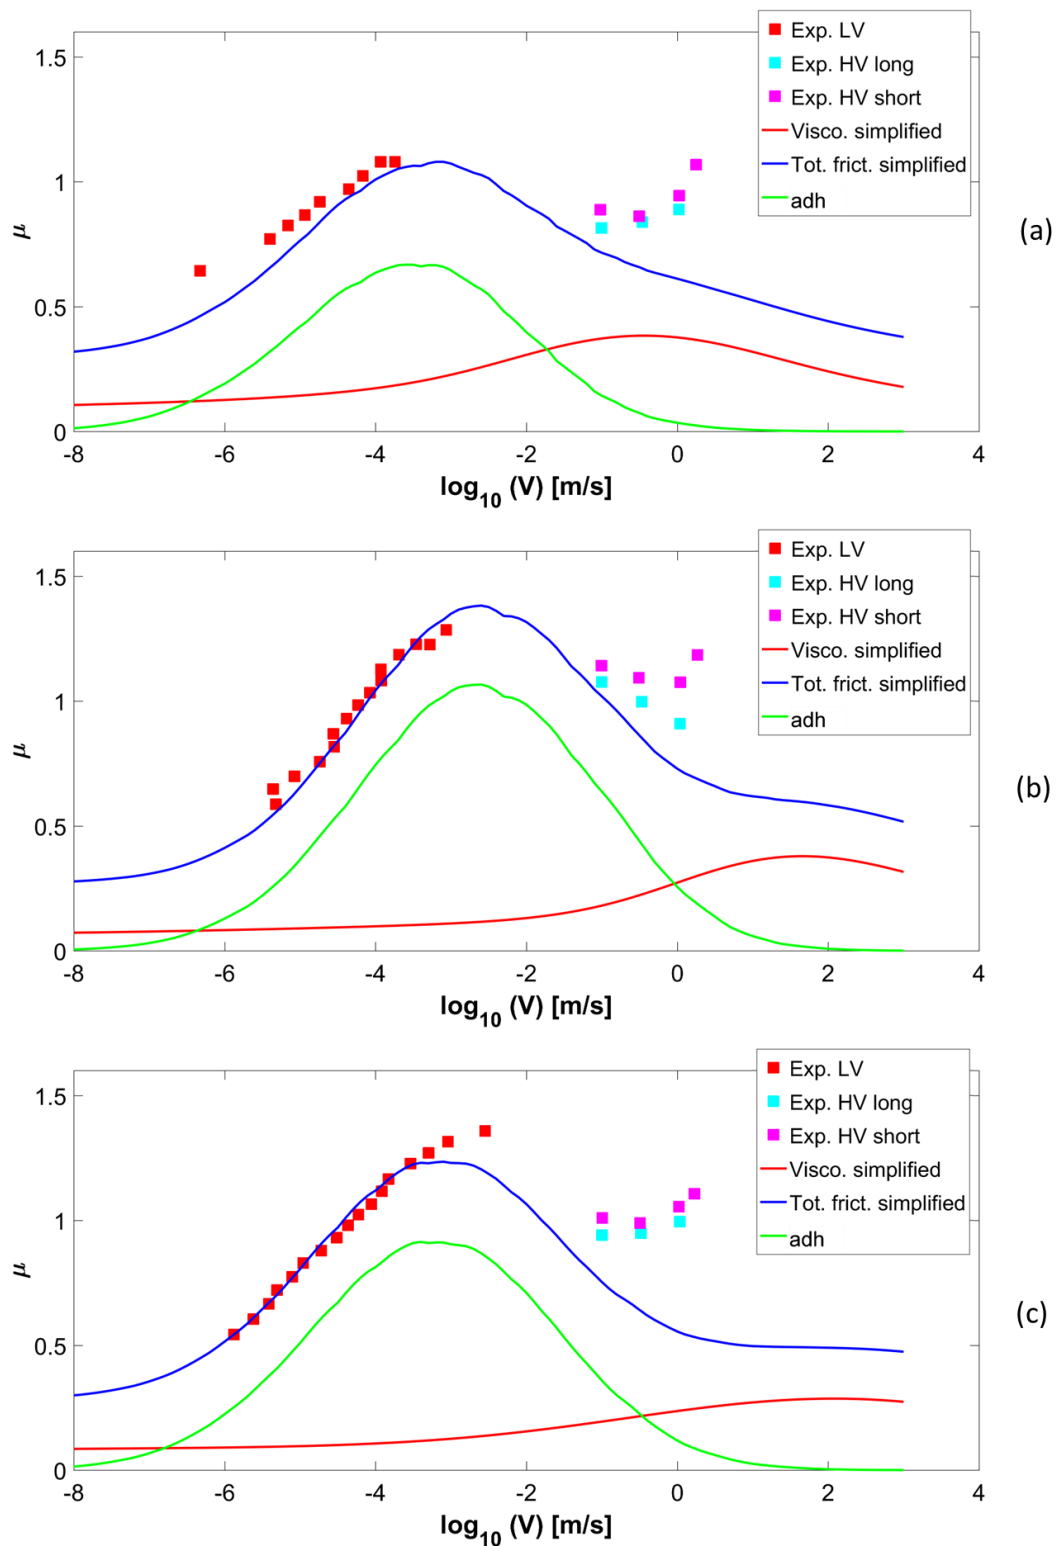 Exp. LV
Exp. HV long
Exp. HV short
Visco. simplified
Tot. frict. simplified
adh
1.5
1
0.5
0
μ
-8 -6 -4 -2 0 2 4
log10 (V) [m/s]
(a)
Exp. LV
Exp. HV long
Exp. HV short
Visco. simplified
Tot. frict. simplified
adh
1.5
1
0.5
0
μ
-8 -6 -4 -2 0 2 4
log10 (V) [m/s]
(b)
Exp. LV
Exp. HV long
Exp. HV short
Visco. simplified
Tot. frict. simplified
adh
1.5
1
0.5
0
μ
-8 -6 -4 -2 0 2 4
log10 (V) [m/s]
(c)